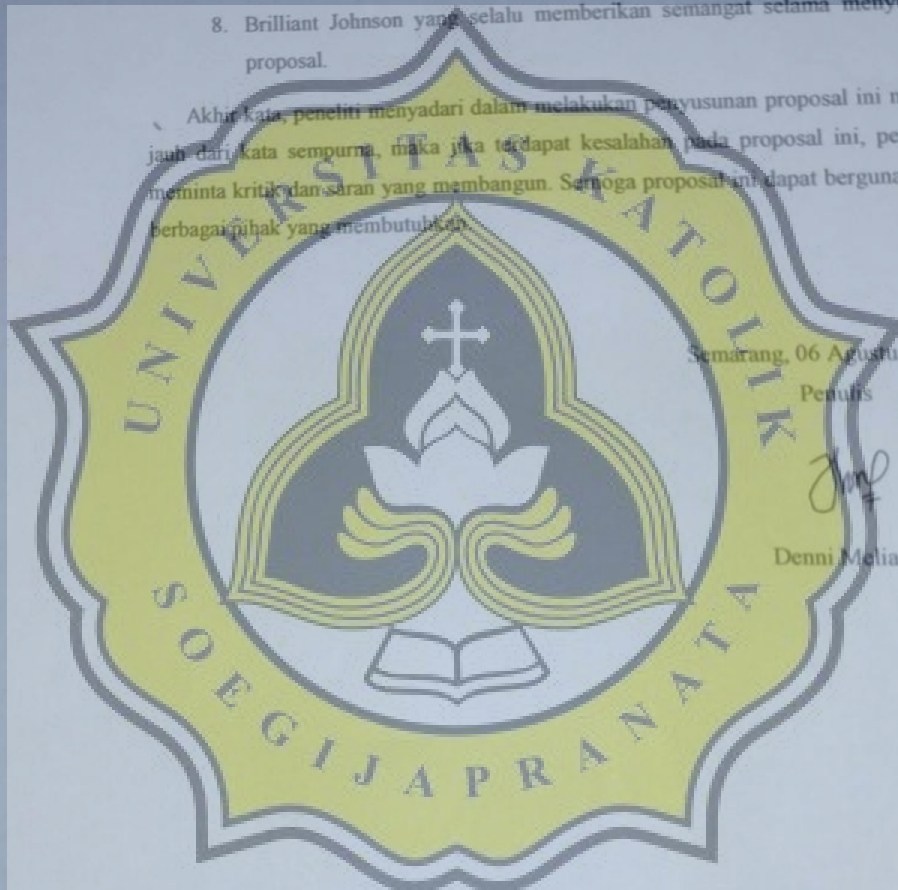 8. Brilliant Johnson yang selalu memberikan semangat selama
proposal.
Akhir kata, peneliti menyadari dalam melakukan penyusunan proposal ini
jauh dari kata sempurna, maka jika terdapat kesalahan pada proposal ini,
meminta kritik dan saran yang membangun. Semoga proposal ini dapat berguna
berbagai pihak yang membutuhkan.
Semarang, 06
Penulis
Denni
UNIVERSITAS KATOLIK
SOEGIJAPRANATA